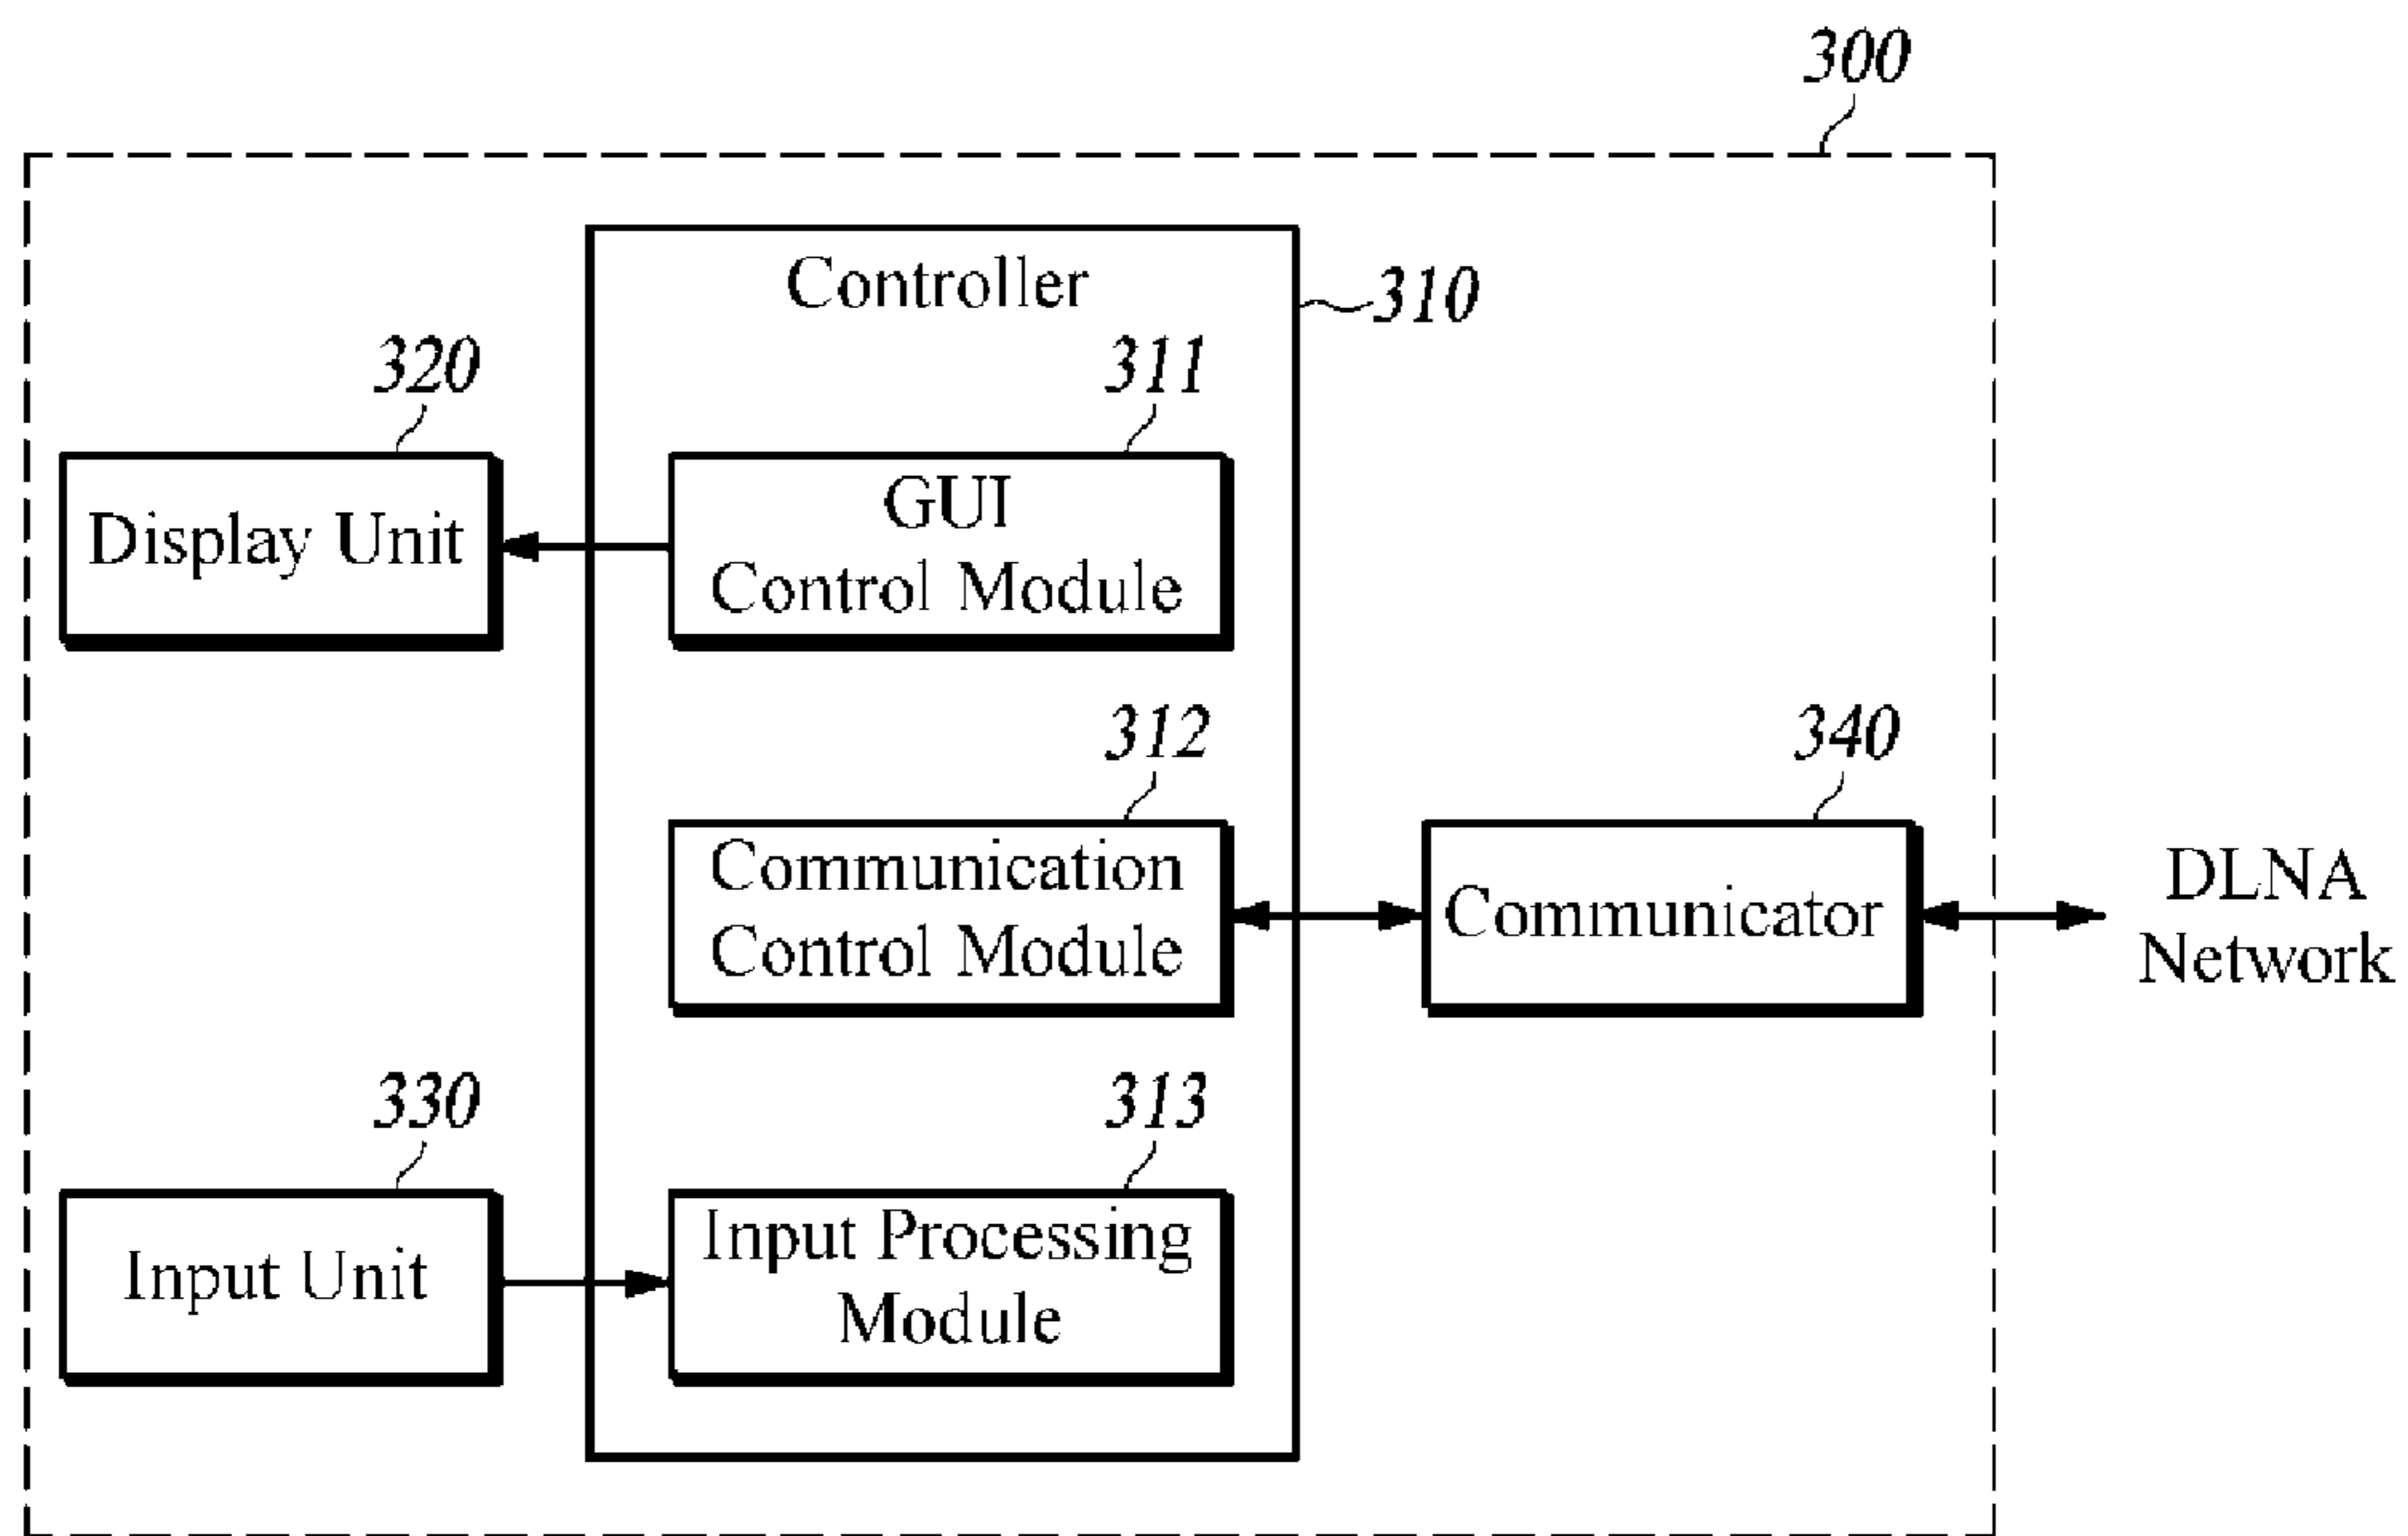 300
Controller
310
320
311
Display Unit
GUI
Control Module
312
340
Communication
Control Module
Communicator
DLNA
Network
330
313
Input Unit
Input Processing
Module